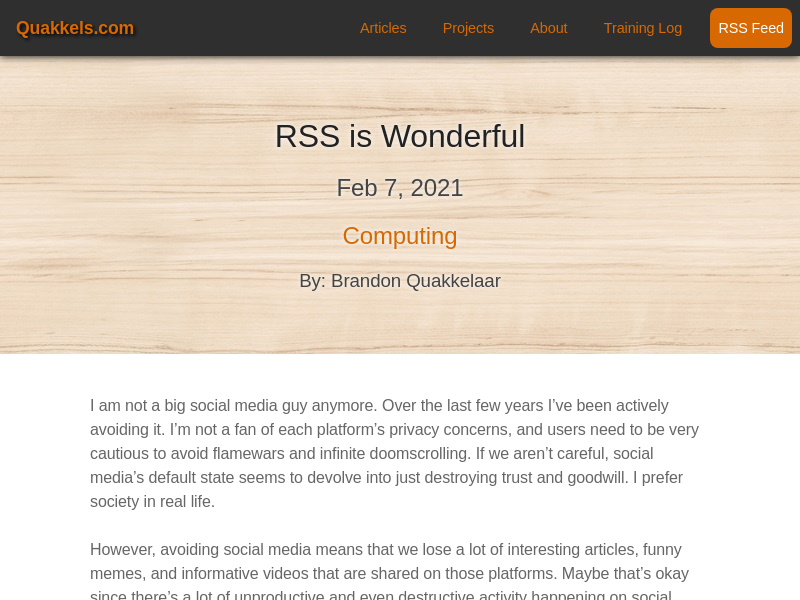 Quakkels.com
Articles
Projects
About
Training Log
RSS Feed
RSS is Wonderful
Feb 7, 2021
Computing
By: Brandon Quakkelaar
I am not a big social media guy anymore. Over the last few years I’ve been actively
avoiding it. I’m not a fan of each platform’s privacy concerns, and users need to be very
cautious to avoid flamewars and infinite doomscrolling. If we aren’t careful, social
media’s default state seems to devolve into just destroying trust and goodwill. I prefer
society in real life.
However, avoiding social media means that we lose a lot of interesting articles, funny
memes, and informative videos that are shared on those platforms. Maybe that’s okay
since there’s a lot of unproductive and even destructive activity happening on social